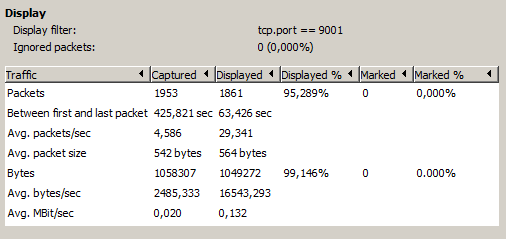 Display
Display filter: tcp.port == 9001
Ignored packets: 0 (0,000%)
Traffic Captured Displayed Displayed % Marked Marked %
Packets 1953 1861 95,289% 0 0,000%
Between first and last packet 425,821 sec 63,426 sec
Avg. packets/sec 4,586 29,341
Avg. packet size 542 bytes 564 bytes
Bytes 1058307 1049272 99,146% 0 0.000%
Avg. bytes/sec 2485,333 16543,293
Avg. MBit/sec 0,020 0,132